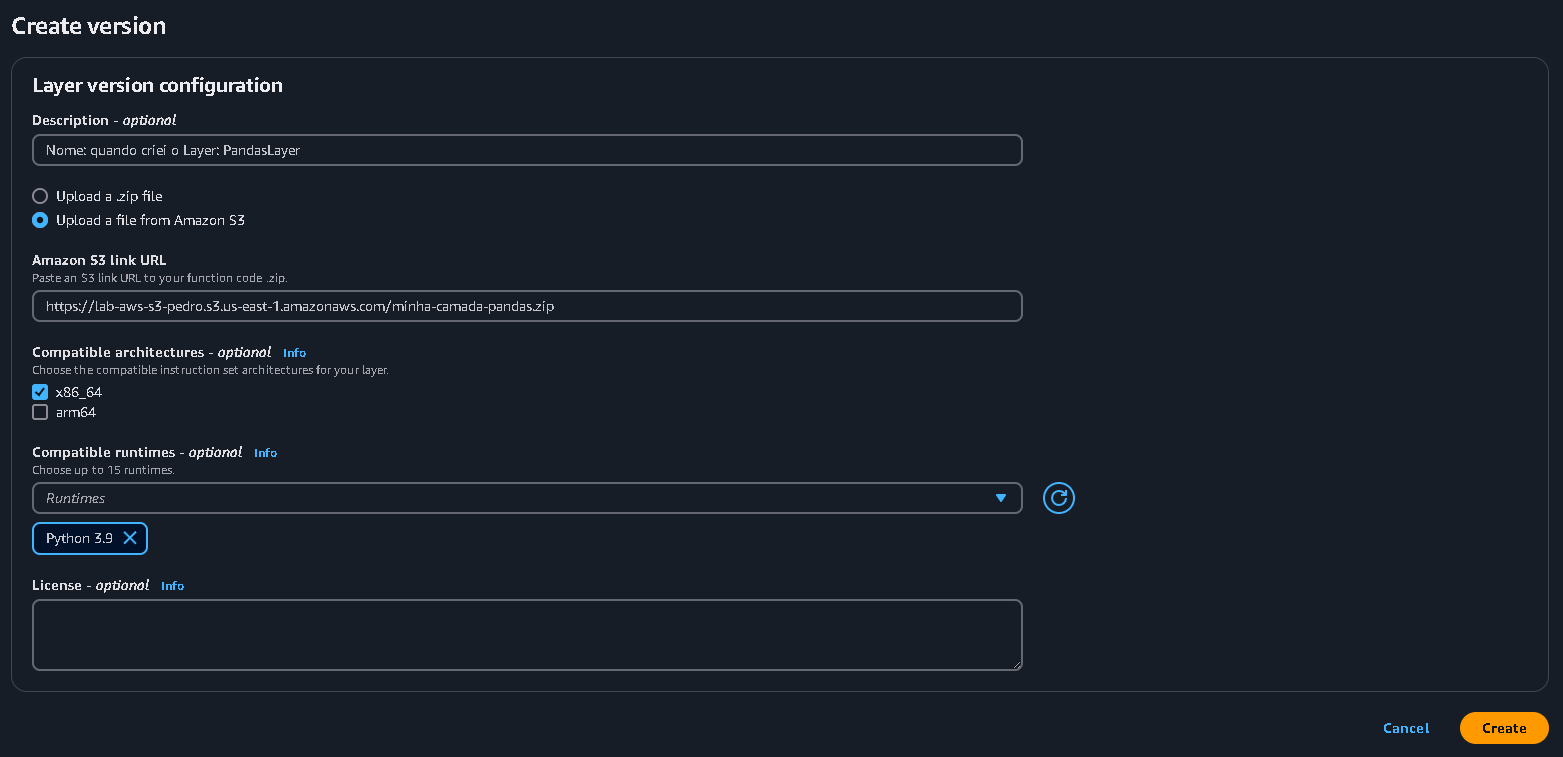 Create version
Layer version configuration
Description - optional
Nome: quando criei o Layer: PandasLayer
Upload a .zip file
Upload a file from Amazon S3
Amazon S3 link URL
Paste an S3 link URL to your function code .zip.
https://lab-aws-s3-pedro.s3.us-east-1.amazonaws.com/minha-camada-pandas.zip
Compatible architectures - optional Info
Choose the compatible instruction set architectures for your layer.
x86_64
arm64
Compatible runtimes - optional Info
Choose up to 15 runtimes.
Runtimes
Python 3.9
License - optional Info
Cancel Create